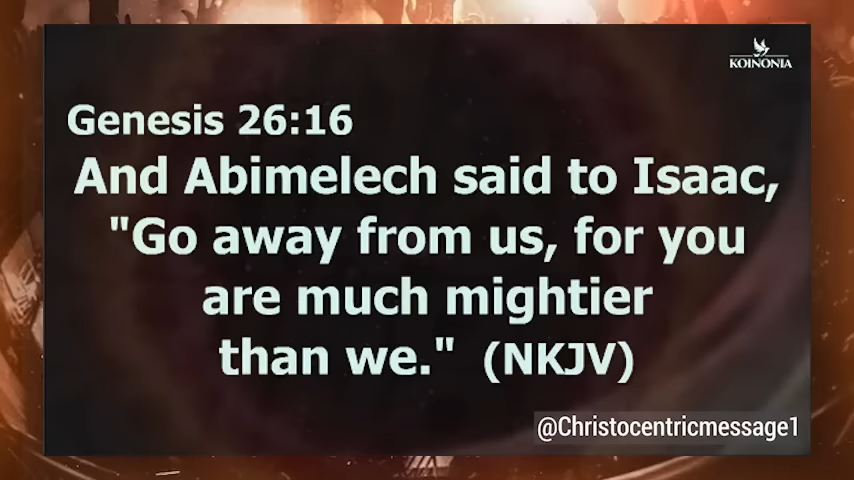 KOINONIA
Genesis 26:16
And Abimelech said to Isaac,
"Go away from us, for you
are much mightier
than we." (NKJV)
@Christocentricmessage1